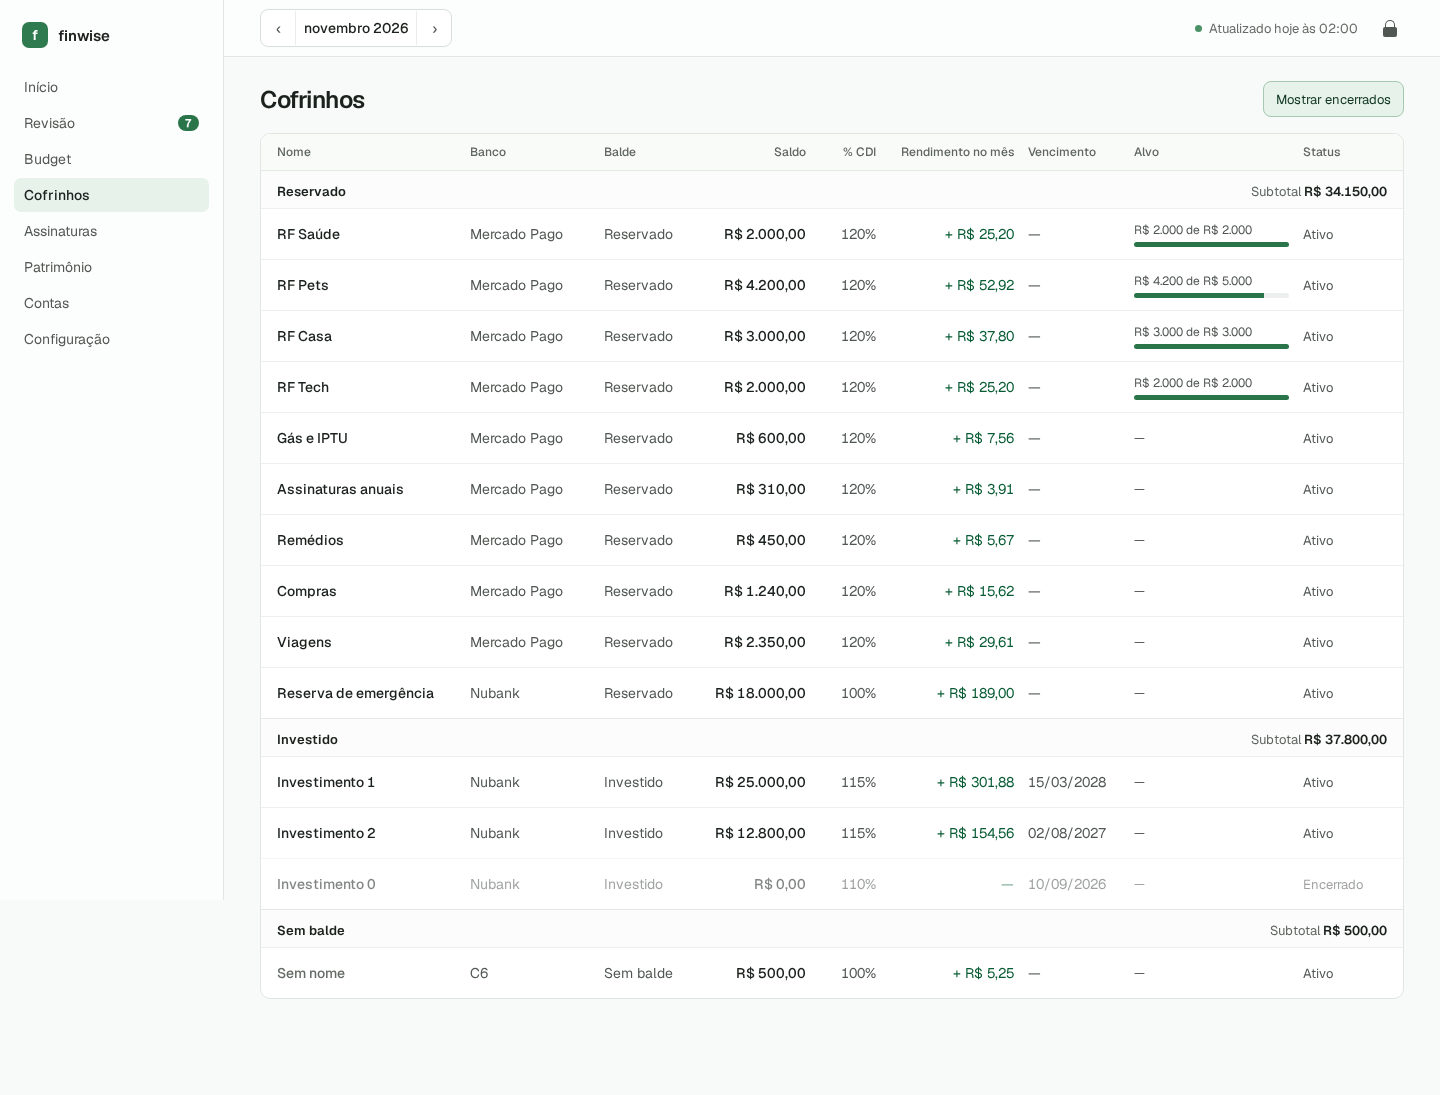 f finwise
‹ novembro 2026 ›
Atualizado hoje às 02:00
Início
Revisão 7
Budget
Cofrinhos
Assinaturas
Patrimônio
Contas
Configuração
Cofrinhos
Mostrar encerrados
Nome Banco Balde Saldo % CDI Rendimento no mês Vencimento Alvo Status
Reservado Subtotal R$ 34.150,00
RF Saúde Mercado Pago Reservado R$ 2.000,00 120% + R$ 25,20 — R$ 2.000 de R$ 2.000 Ativo
RF Pets Mercado Pago Reservado R$ 4.200,00 120% + R$ 52,92 — R$ 4.200 de R$ 5.000 Ativo
RF Casa Mercado Pago Reservado R$ 3.000,00 120% + R$ 37,80 — R$ 3.000 de R$ 3.000 Ativo
RF Tech Mercado Pago Reservado R$ 2.000,00 120% + R$ 25,20 — R$ 2.000 de R$ 2.000 Ativo
Gás e IPTU Mercado Pago Reservado R$ 600,00 120% + R$ 7,56 — — Ativo
Assinaturas anuais Mercado Pago Reservado R$ 310,00 120% + R$ 3,91 — — Ativo
Remédios Mercado Pago Reservado R$ 450,00 120% + R$ 5,67 — — Ativo
Compras Mercado Pago Reservado R$ 1.240,00 120% + R$ 15,62 — — Ativo
Viagens Mercado Pago Reservado R$ 2.350,00 120% + R$ 29,61 — — Ativo
Reserva de emergência Nubank Reservado R$ 18.000,00 100% + R$ 189,00 — — Ativo
Investido Subtotal R$ 37.800,00
Investimento 1 Nubank Investido R$ 25.000,00 115% + R$ 301,88 15/03/2028 — Ativo
Investimento 2 Nubank Investido R$ 12.800,00 115% + R$ 154,56 02/08/2027 — Ativo
Investimento 0 Nubank Investido R$ 0,00 110% — 10/09/2026 — Encerrado
Sem balde Subtotal R$ 500,00
Sem nome C6 Sem balde R$ 500,00 100% + R$ 5,25 — — Ativo